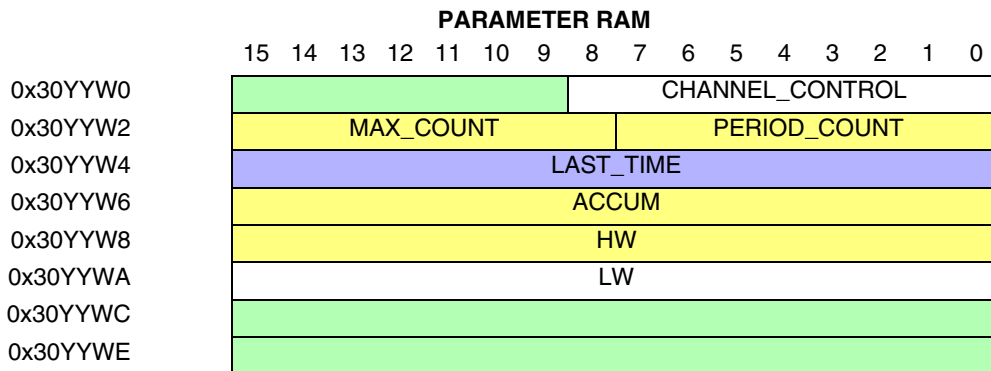 PARAMETER RAM
15 14 13 12 11 10 9 8 7 6 5 4 3 2 1 0
0x30YYW0 CHANNEL_CONTROL
0x30YYW2 MAX_COUNT PERIOD_COUNT
0x30YYW4 LAST_TIME
0x30YYW6 ACCUM
0x30YYW8 HW
0x30YYWA LW
0x30YYWC
0x30YYWE